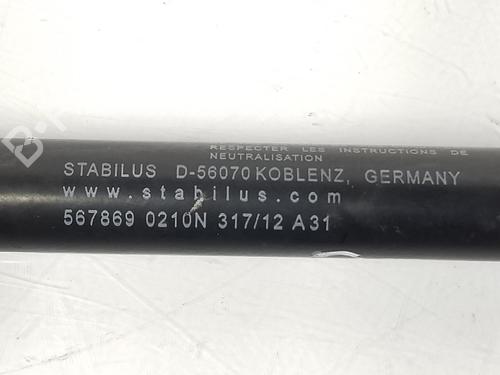 RESPECTER LES INSTRUCTIONS DE
NEUTRALISATION
STABILUS D-56070 KOBLENZ, GERMANY
www.stabilus.com
567869 0210N 317/12 A31